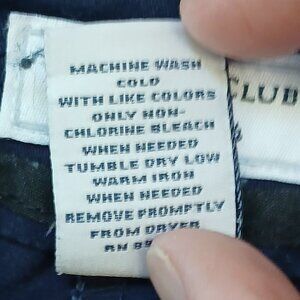 MACHINE WASH
COLD
WITH LIKE COLORS
ONLY NON-
CHLORINE BLEACH
WHEN NEEDED
TUMBLE DRY LOW
WARM IRON
WHEN NEEDED
REMOVE PROMPTLY
FROM DRYER
RN
CLUB